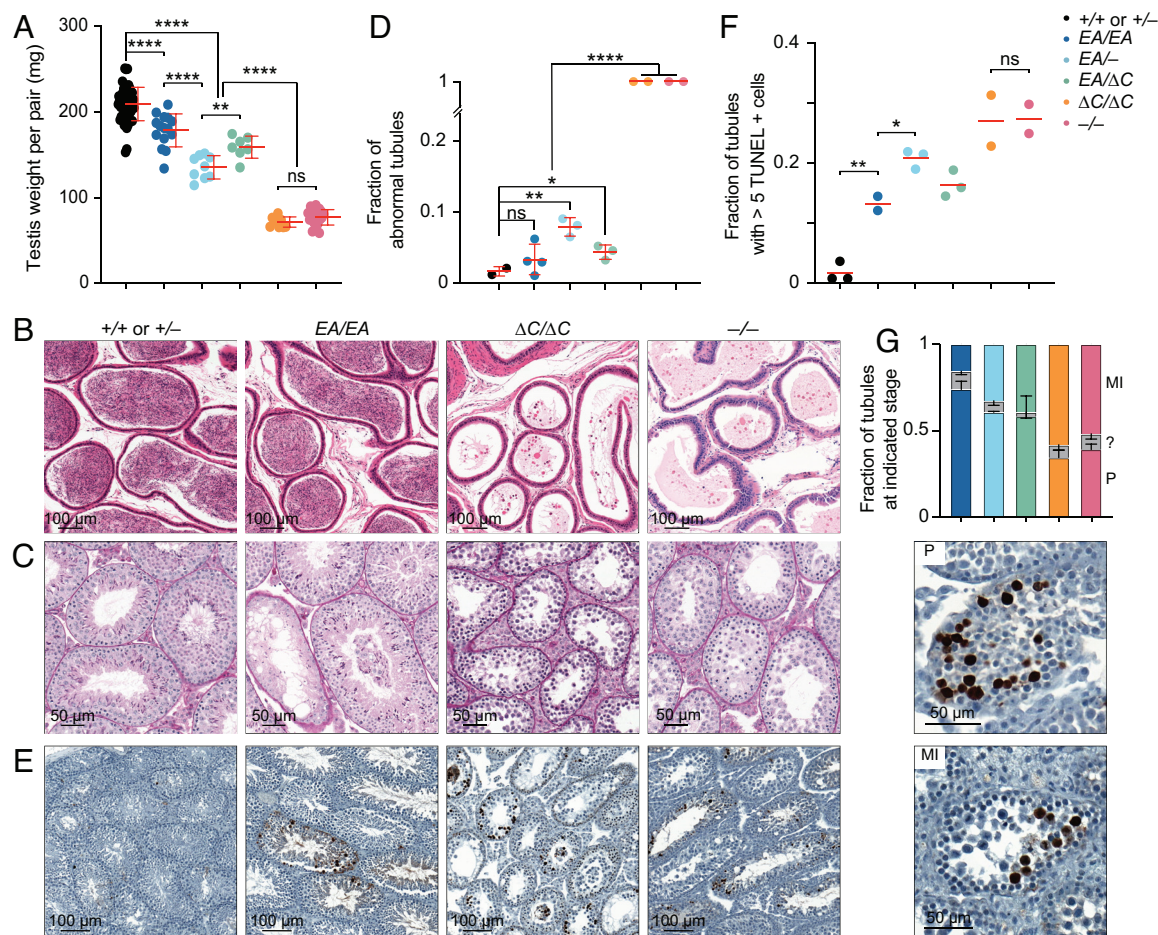 A
Testis weight per pair (mg)
300
200
100
0
****
****
****
****
**
ns
D
Fraction of
abnormal tubules
1
0.2
0.1
0
****
*
**
ns
F
Fraction of tubules
with > 5 TUNEL + cells
0.4
0.2
0
**
*
ns
+/+ or +/–
EA/EA
EA/–
EA/ΔC
ΔC/ΔC
–/–
B
+/+ or +/–
EA/EA
ΔC/ΔC
–/–
100 µm
100 µm
100 µm
100 µm
C
50 µm
50 µm
50 µm
50 µm
E
100 µm
100 µm
100 µm
100 µm
G
Fraction of tubules
at indicated stage
1
0.5
0
MI
?
P
P
50 µm
MI
50 µm